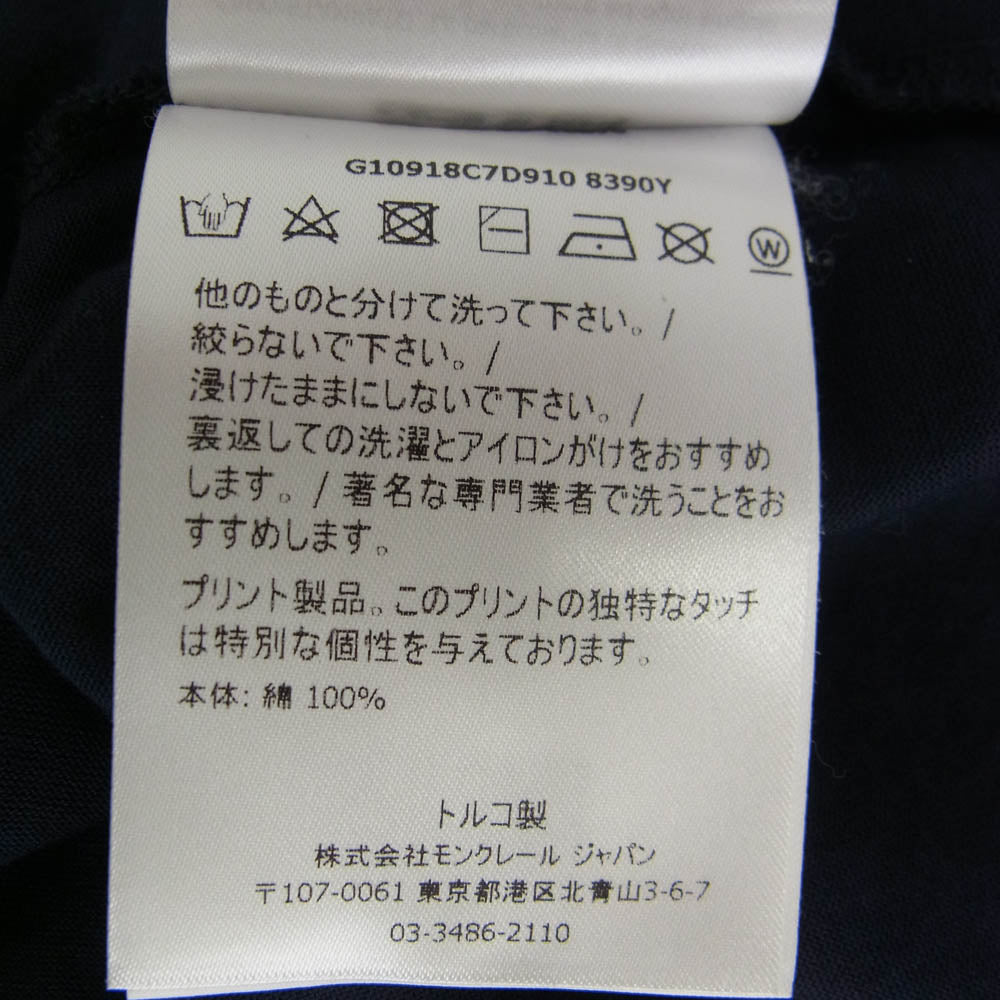 G10918C7D910 8390Y
W
他のものと分けて洗って下さい。/
絞らないで下さい。/
浸けたままにしないで下さい。/
裏返しての洗濯とアイロンがけをおすすめ
します。/ 著名な専門業者で洗うことをお
すすめします。
プリント製品。このプリントの独特なタッチ
は特別な個性を与えております。
本体: 綿 100%
トルコ製
株式会社モンクレール ジャパン
〒107-0061 東京都港区北青山3-6-7
03-3486-2110